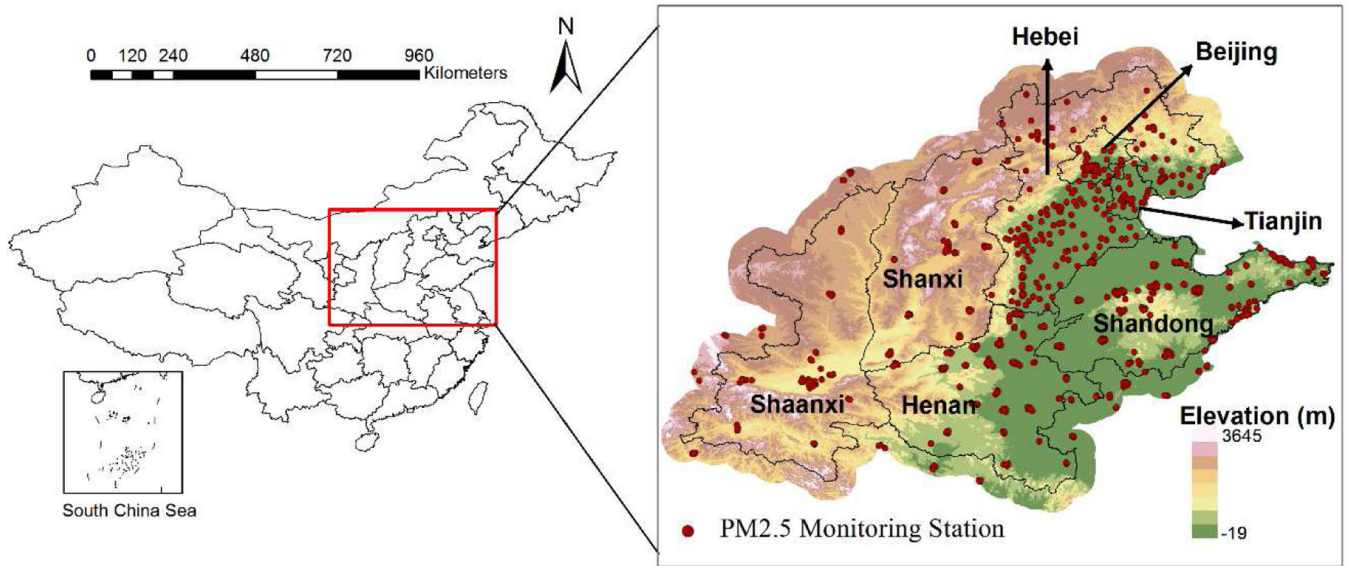 N
0 120 240 480 720 960
Kilometers
South China Sea
Hebei
Beijing
Tianjin
Shanxi
Shandong
Shaanxi
Henan
Elevation (m)
3645
-19
PM2.5 Monitoring Station